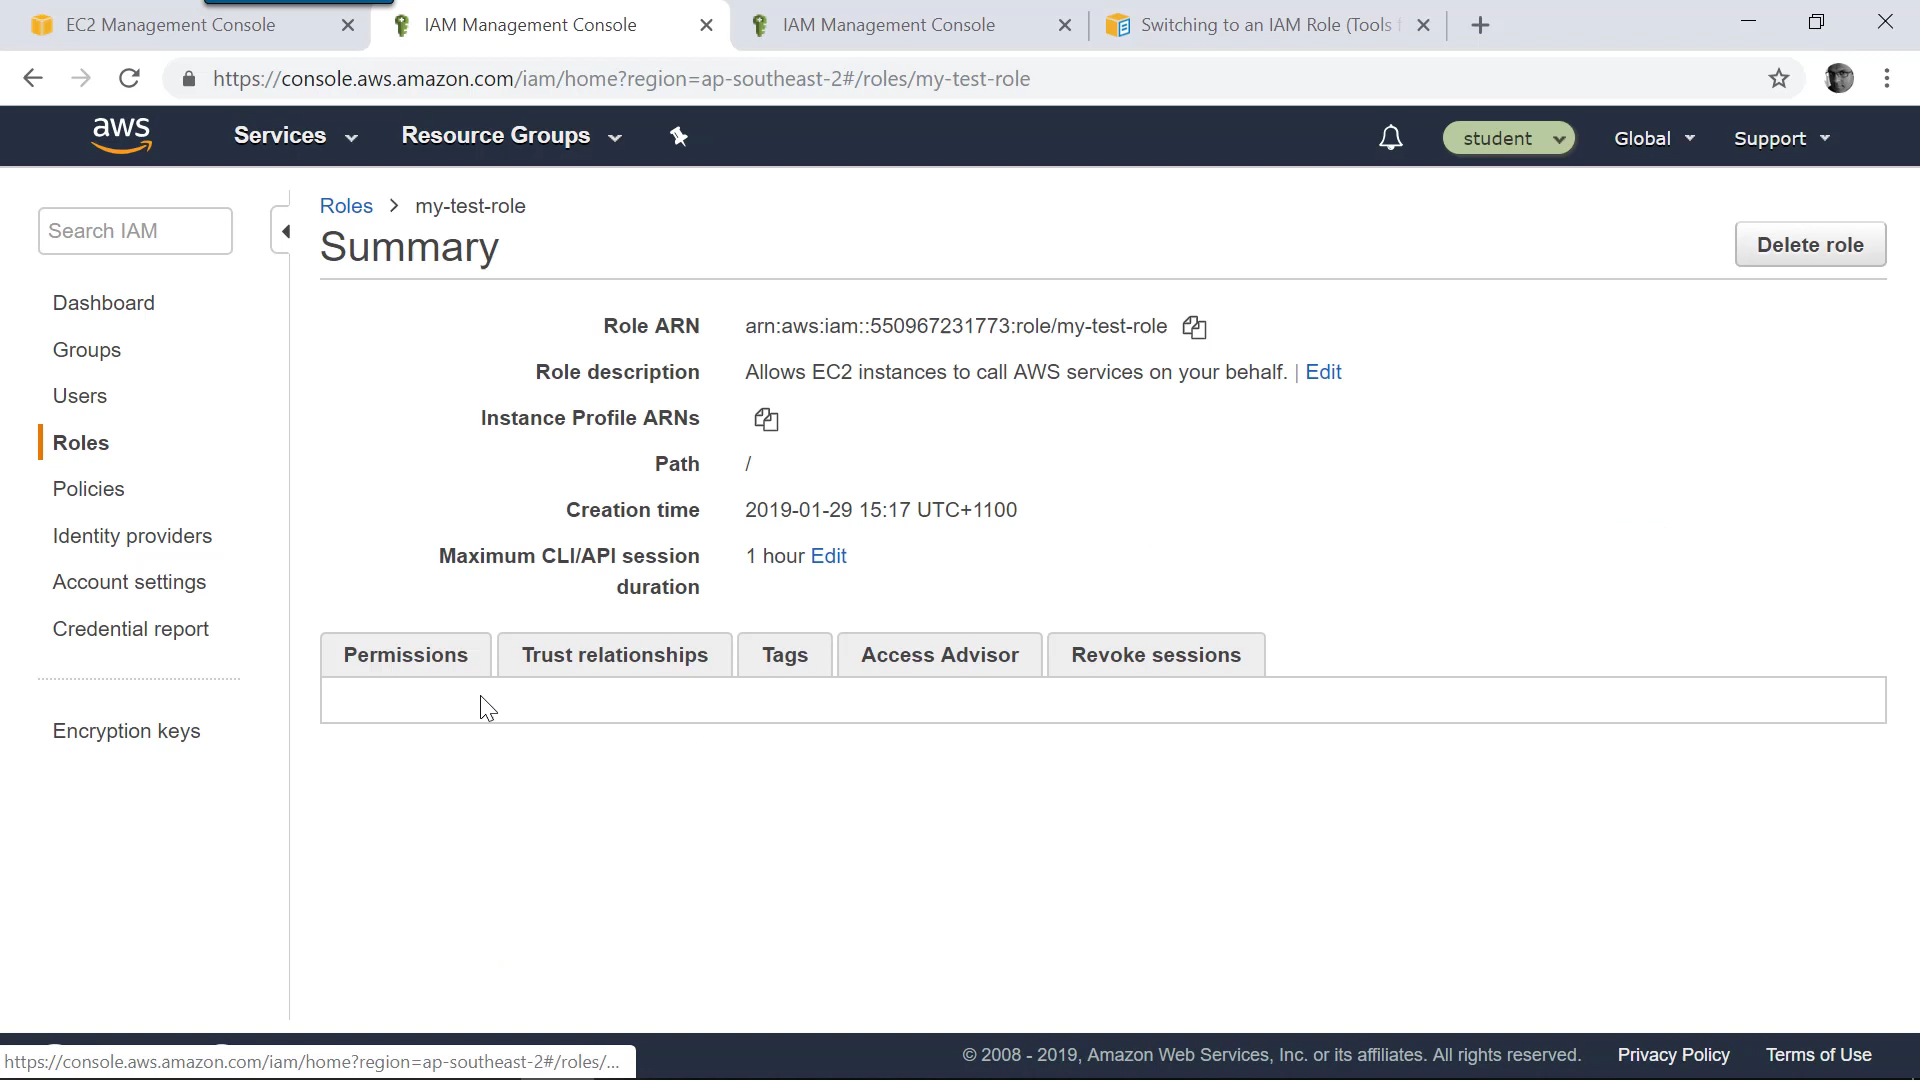 EC2 Management Console
IAM Management Console
IAM Management Console
Switching to an IAM Role (Tools
https://console.aws.amazon.com/iam/home?region=ap-southeast-2#/roles/my-test-role
aws
Services
Resource Groups
student
Global
Support
Search IAM
Dashboard
Groups
Users
Roles
Policies
Identity providers
Account settings
Credential report
Encryption keys
Roles > my-test-role
Summary
Delete role
Role ARN arn:aws:iam::550967231773:role/my-test-role
Role description Allows EC2 instances to call AWS services on your behalf. | Edit
Instance Profile ARNs
Path /
Creation time 2019-01-29 15:17 UTC+1100
Maximum CLI/API session 1 hour Edit
duration
Permissions
Trust relationships
Tags
Access Advisor
Revoke sessions
https://console.aws.amazon.com/iam/home?region=ap-southeast-2#/roles/...
© 2008 - 2019, Amazon Web Services, Inc. or its affiliates. All rights reserved.
Privacy Policy
Terms of Use